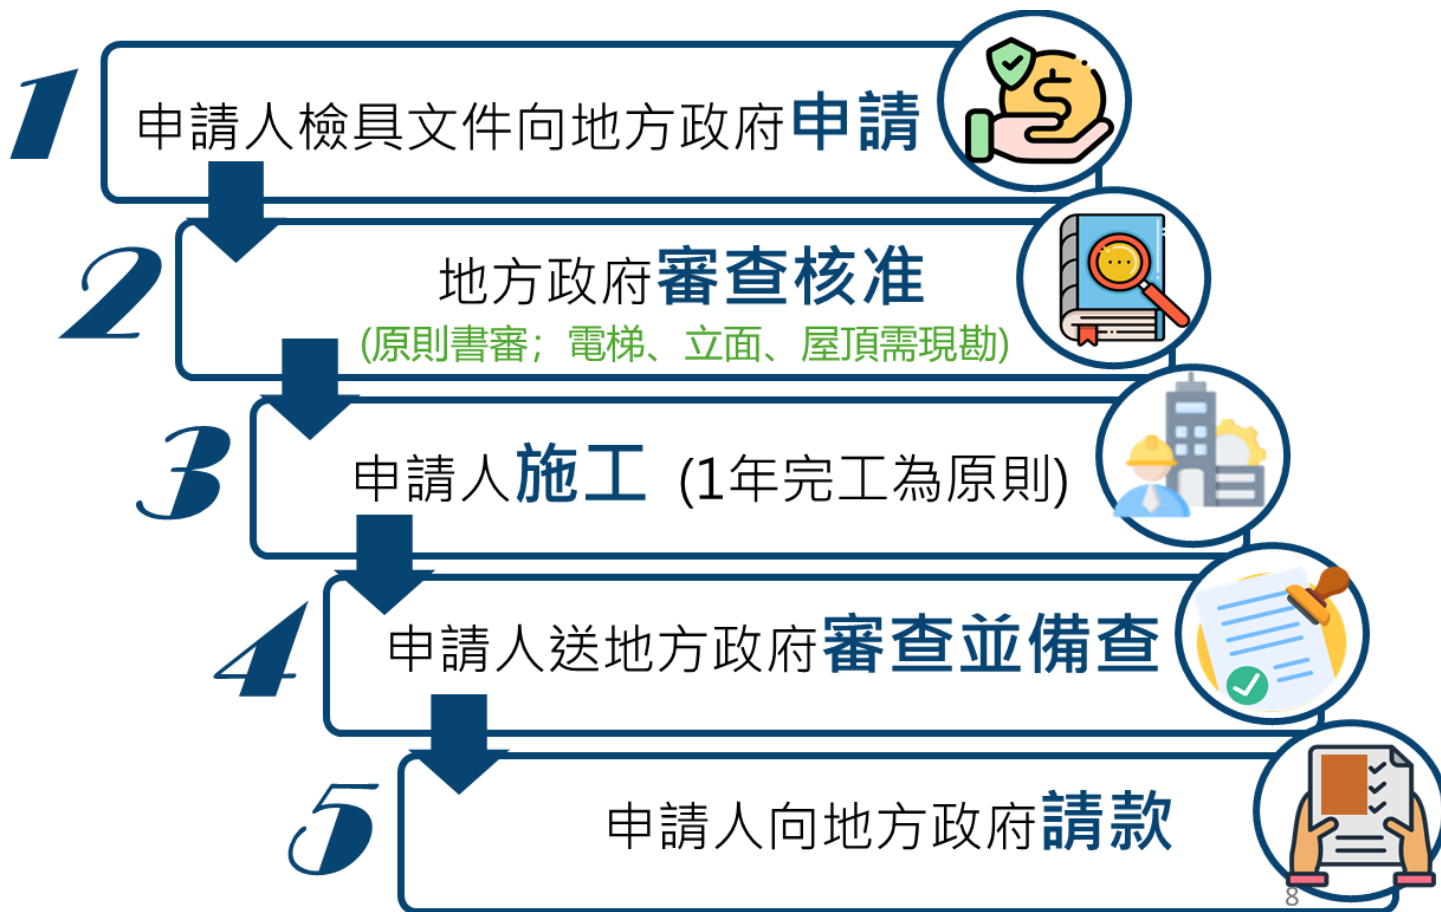 1
申請人檢具文件向地方政府申請
2
地方政府審查核准
(原則書審；電梯、立面、屋頂需現勘)
3
申請人施工 (1年完工為原則)
4
申請人送地方政府審查並備查
5
申請人向地方政府請款
8